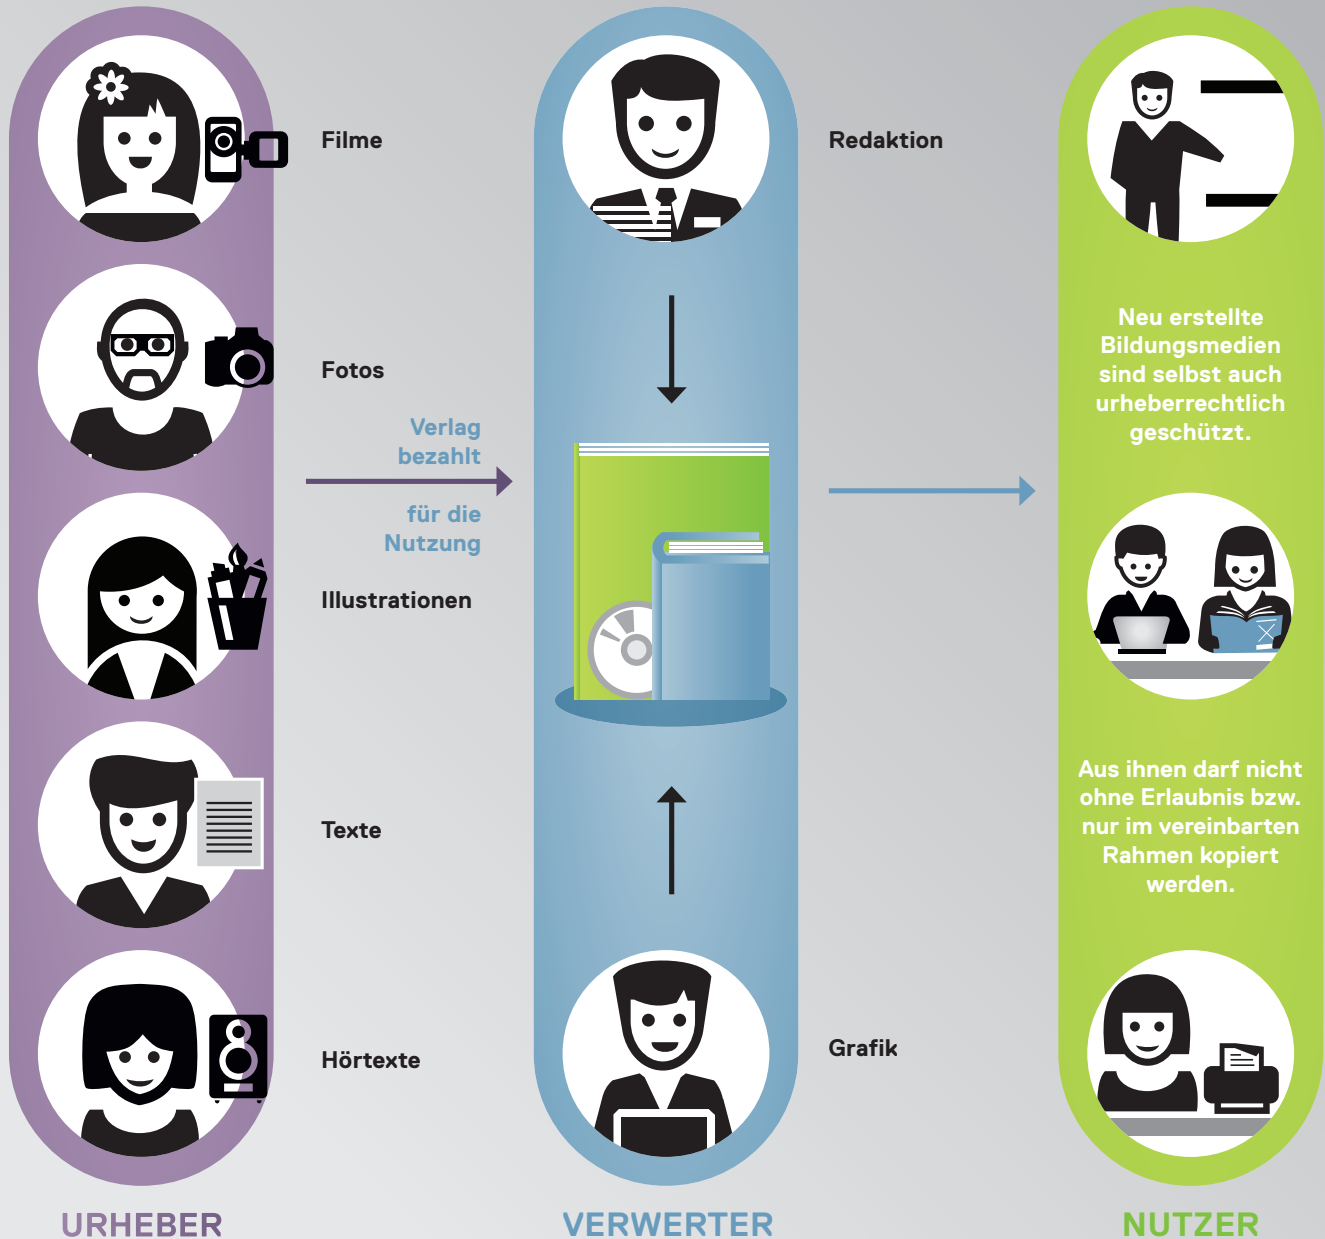 Filme
Fotos
Verlag
bezahlt
für die
Nutzung
Illustrationen
Texte
Hörtexte
URHEBER
Redaktion
Grafik
VERWERTER
Neu erstellte
Bildungsmedien
sind selbst auch
urheberrechtlich
geschützt.
Aus ihnen darf nicht
ohne Erlaubnis bzw.
nur im vereinbarten
Rahmen kopiert
werden.
NUTZER